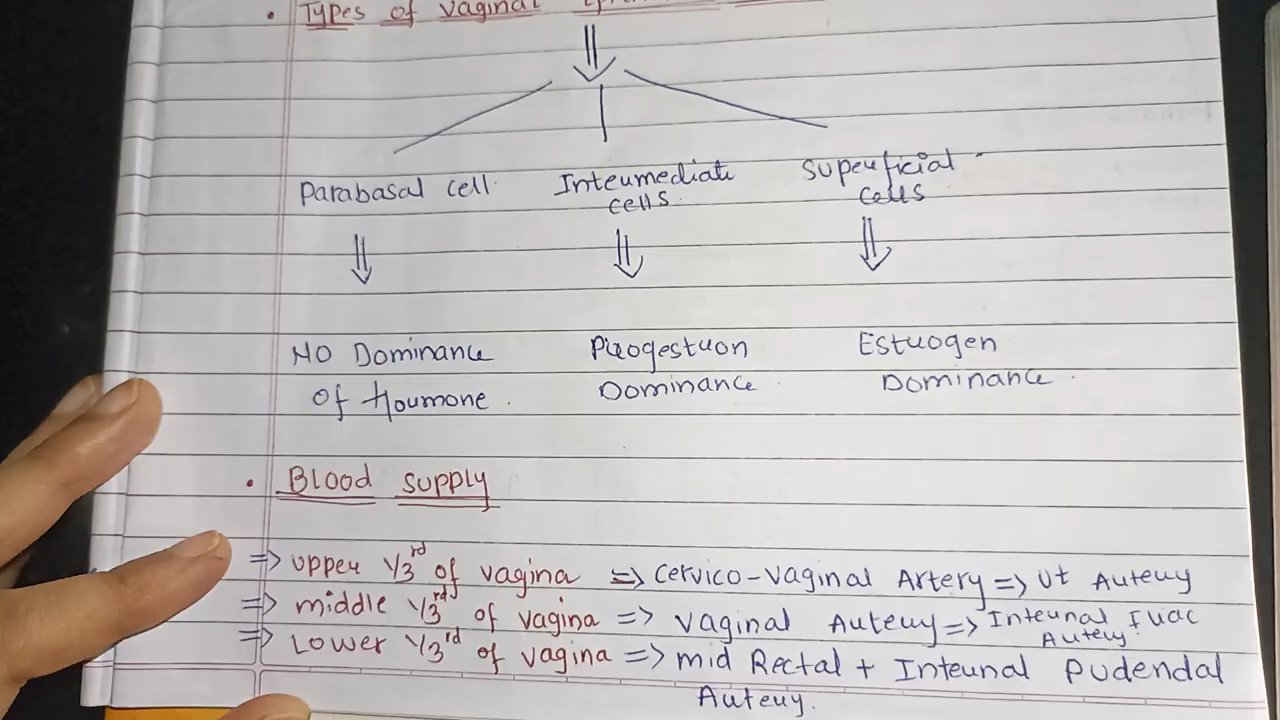 • Types of vaginal
Parabasal cell. Intermediate Superficial
cells. cells
No Dominance Progestron Estrogen
Of Hormone. Dominance. Dominance.
• Blood supply
=> upper 1/3rd of vagina => cervico-vaginal Artery => Ut Artery
=> middle 1/3rd of vagina => vaginal Artery => Internal Iliac
Artery.
=> Lower 1/3rd of vagina => mid Rectal + Internal Pudendal
Artery.